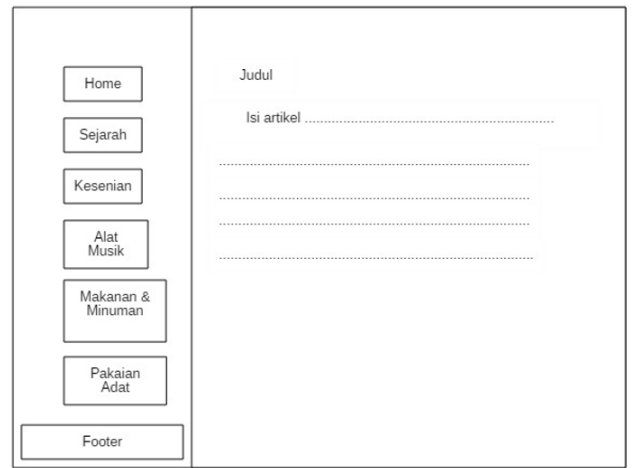 Home
Sejarah
Kesenian
Alat
Musik
Makanan &
Minuman
Pakaian
Adat
Footer
Judul
Isi artikel ..............................................................
..............................................................................
..............................................................................
..............................................................................
...............................................................................